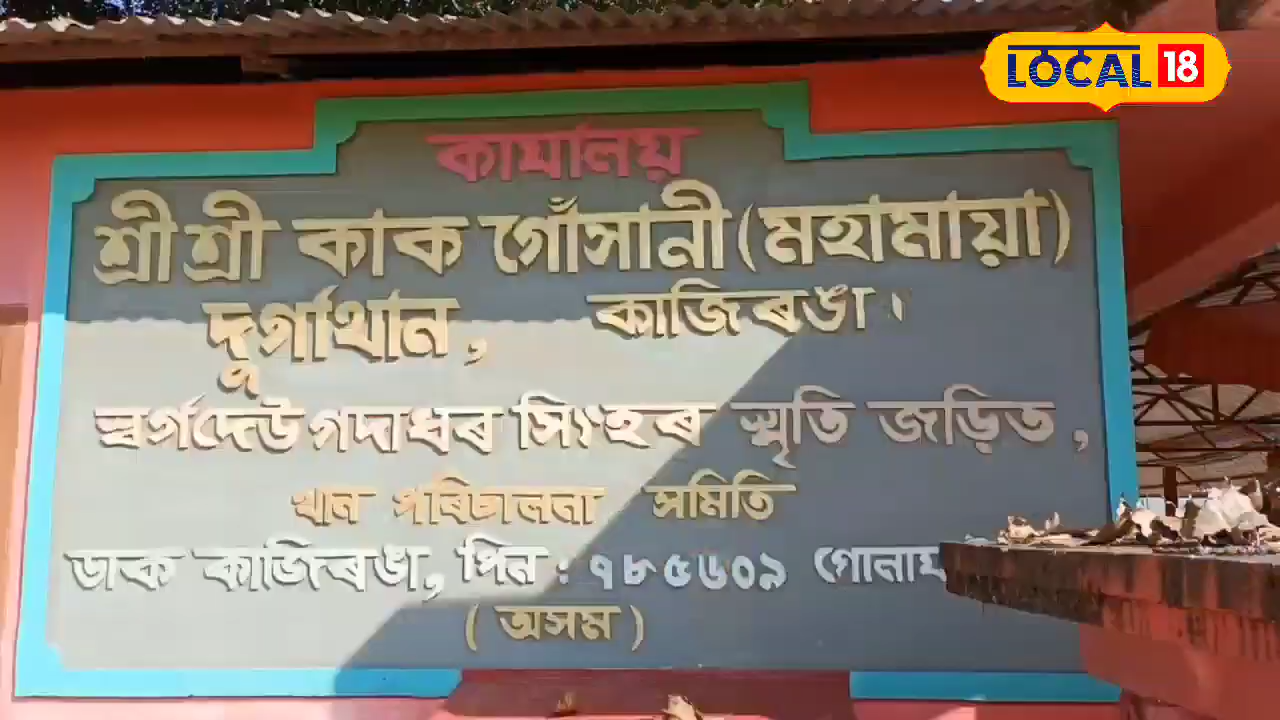 LOCAL 18
কাৰ্যালয়
শ্ৰী শ্ৰী কাক গোঁসানী (মহামায়া)
দুৰ্গাথান, কাজিৰঙা।
স্বৰ্গদেউ গদাধৰ সিংহৰ স্মৃতি জড়িত,
থান পৰিচালনা সমিতি
ডাক কাজিৰঙা, পিন : ৭৮৫৬০৯
(অসম)